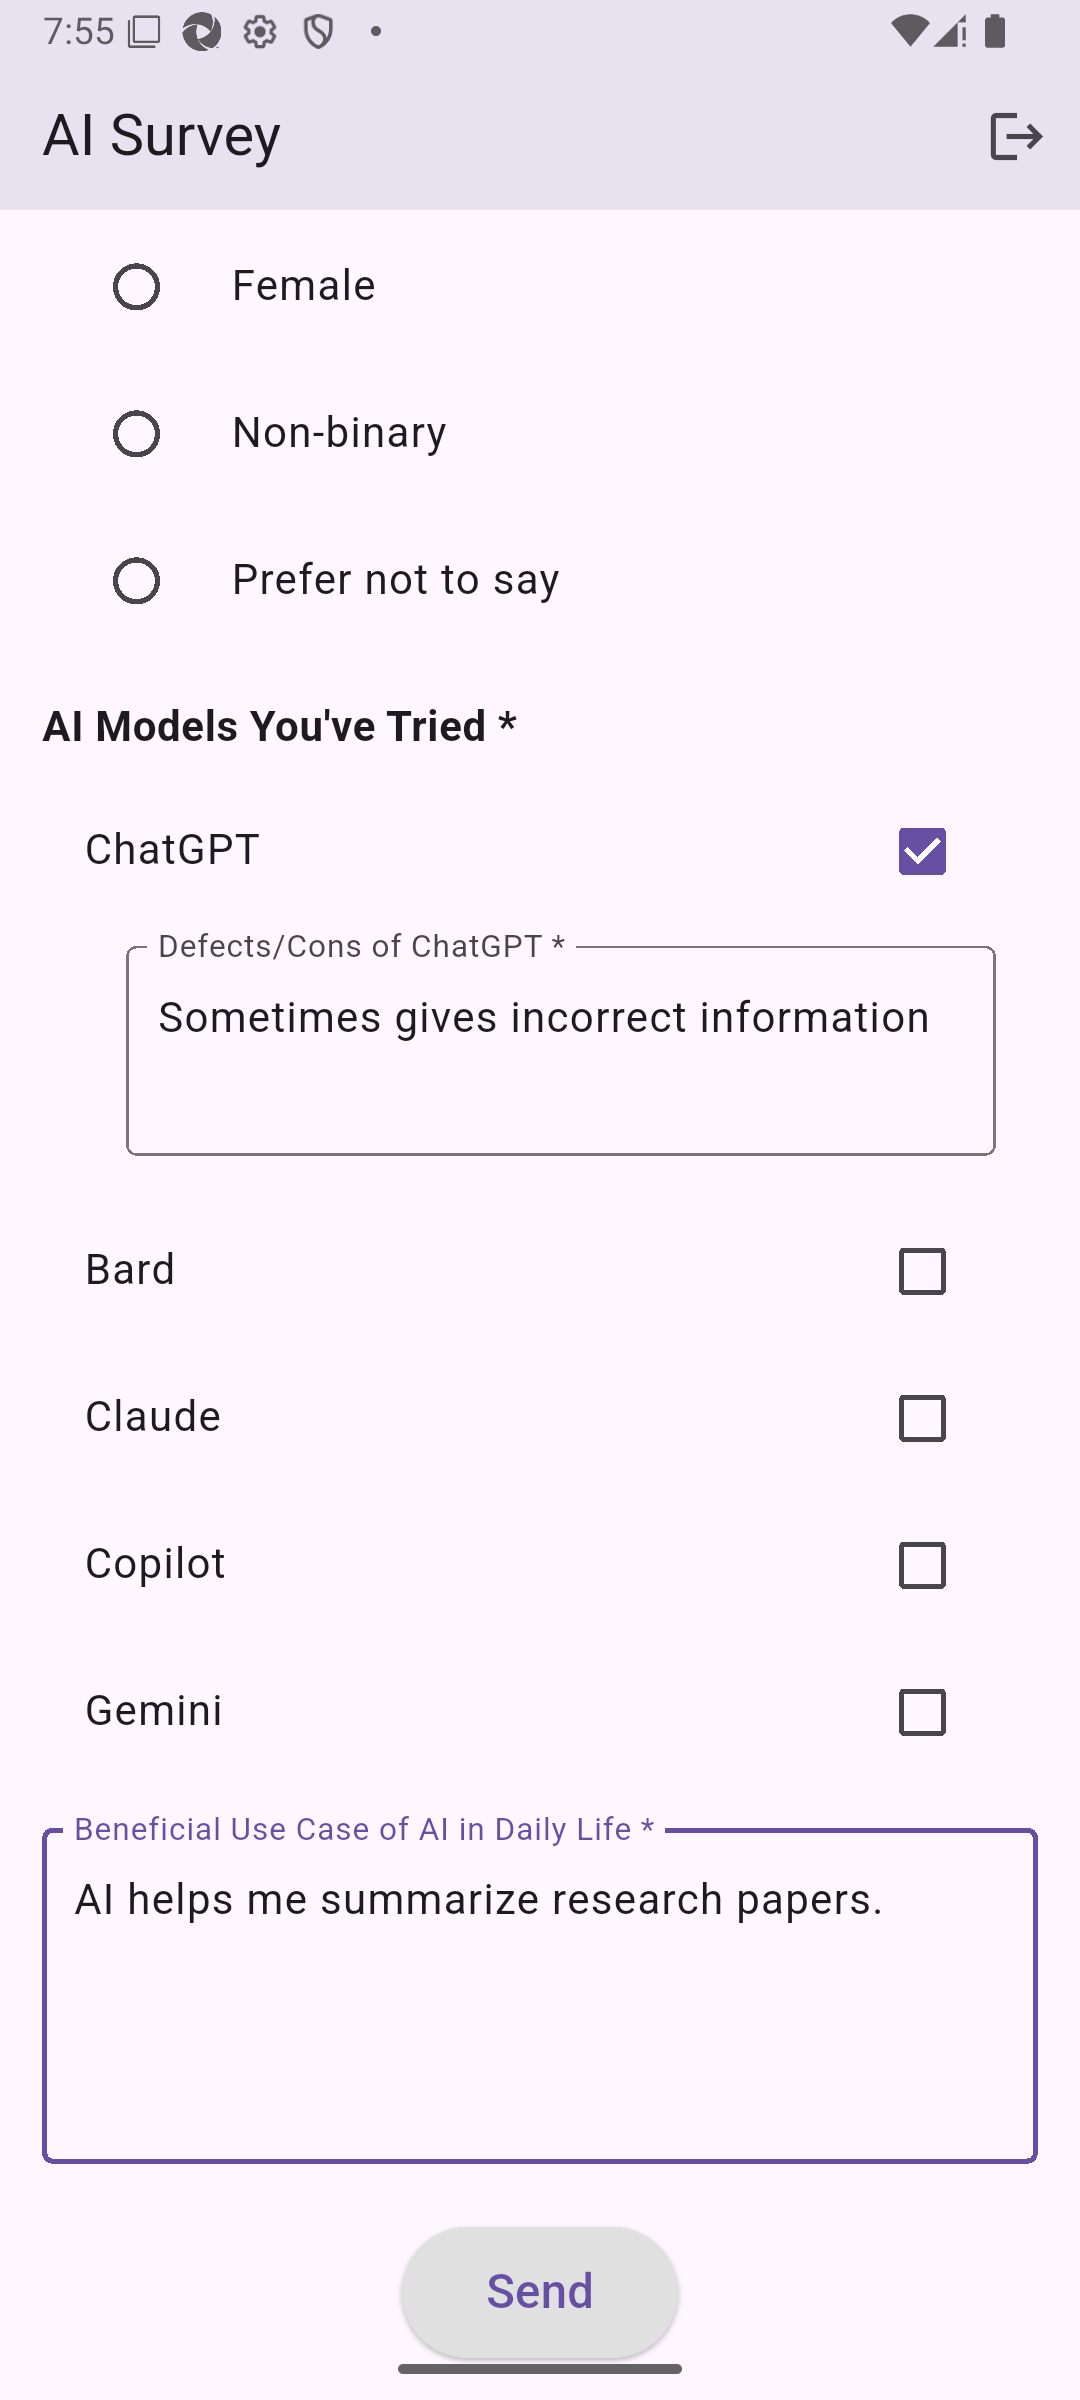 7:55
AI Survey
Female
Non-binary
Prefer not to say
AI Models You've Tried *
ChatGPT
Defects/Cons of ChatGPT *
Sometimes gives incorrect information
Bard
Claude
Copilot
Gemini
Beneficial Use Case of AI in Daily Life *
AI helps me summarize research papers.
Send